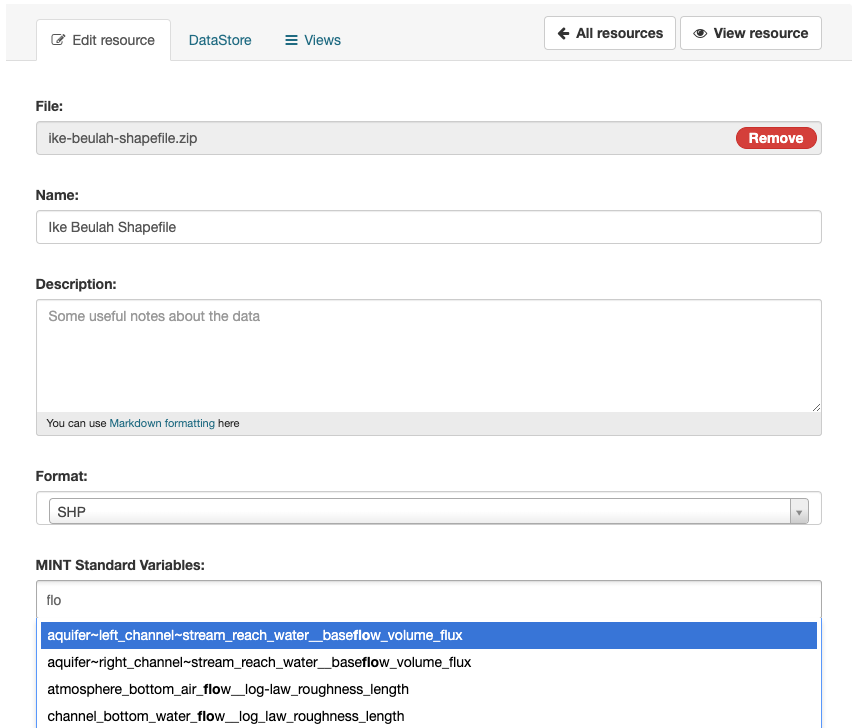 Edit resource DataStore Views All resources View resource
File:
ike-beulah-shapefile.zip Remove
Name:
Ike Beulah Shapefile
Description:
Some useful notes about the data
You can use Markdown formatting here
Format:
SHP
MINT Standard Variables:
flo
aquifer~left_channel~stream_reach_water__baseflow_volume_flux
aquifer~right_channel~stream_reach_water__baseflow_volume_flux
atmosphere_bottom_air_flow__log-law_roughness_length
channel_bottom_water_flow__log_law_roughness_length